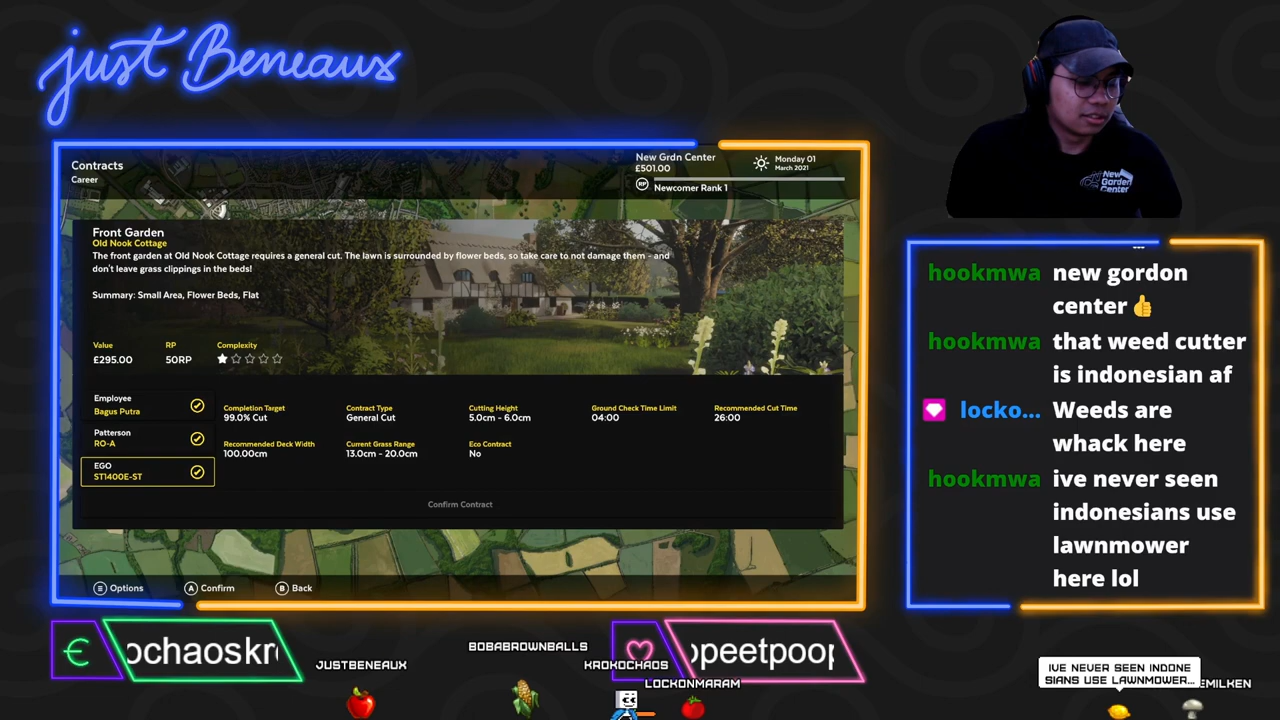 just Beneaux
Contracts
Career
New Grdn Center
£501.00
Monday 01
March 2021
RP
Newcomer Rank 1
Front Garden
Old Nook Cottage
The front garden at Old Nook Cottage requires a general cut. The lawn is surrounded by flower beds, so take care to not damage them - and
don't leave grass clippings in the beds!
Summary: Small Area, Flower Beds, Flat
Value
RP
Complexity
£295.00
50RP
Employee
Bagus Putra
Patterson
RO-A
EGO
ST1400E-ST
Completion Target
99.0% Cut
Contract Type
General Cut
Cutting Height
5.0cm - 6.0cm
Ground Check Time Limit
04:00
Recommended Cut Time
26:00
Recommended Deck Width
100.00cm
Current Grass Range
13.0cm - 20.0cm
Eco Contract
No
Confirm Contract
Options
A Confirm
B Back
New
Garden
Center
hookmwa new gordon
center 👍
hookmwa that weed cutter
is indonesian af
locko... Weeds are
whack here
hookmwa ive never seen
indonesians use
lawnmower
here lol
€
ochaoskr
opeetpoop
JUSTBENEAUX
BOBABROWNBALLS
KROKOCHAOS
LOCKONMARAM
IVE NEVER SEEN INDONE
SIANS USE LAWNMOWER...
EMILKEN